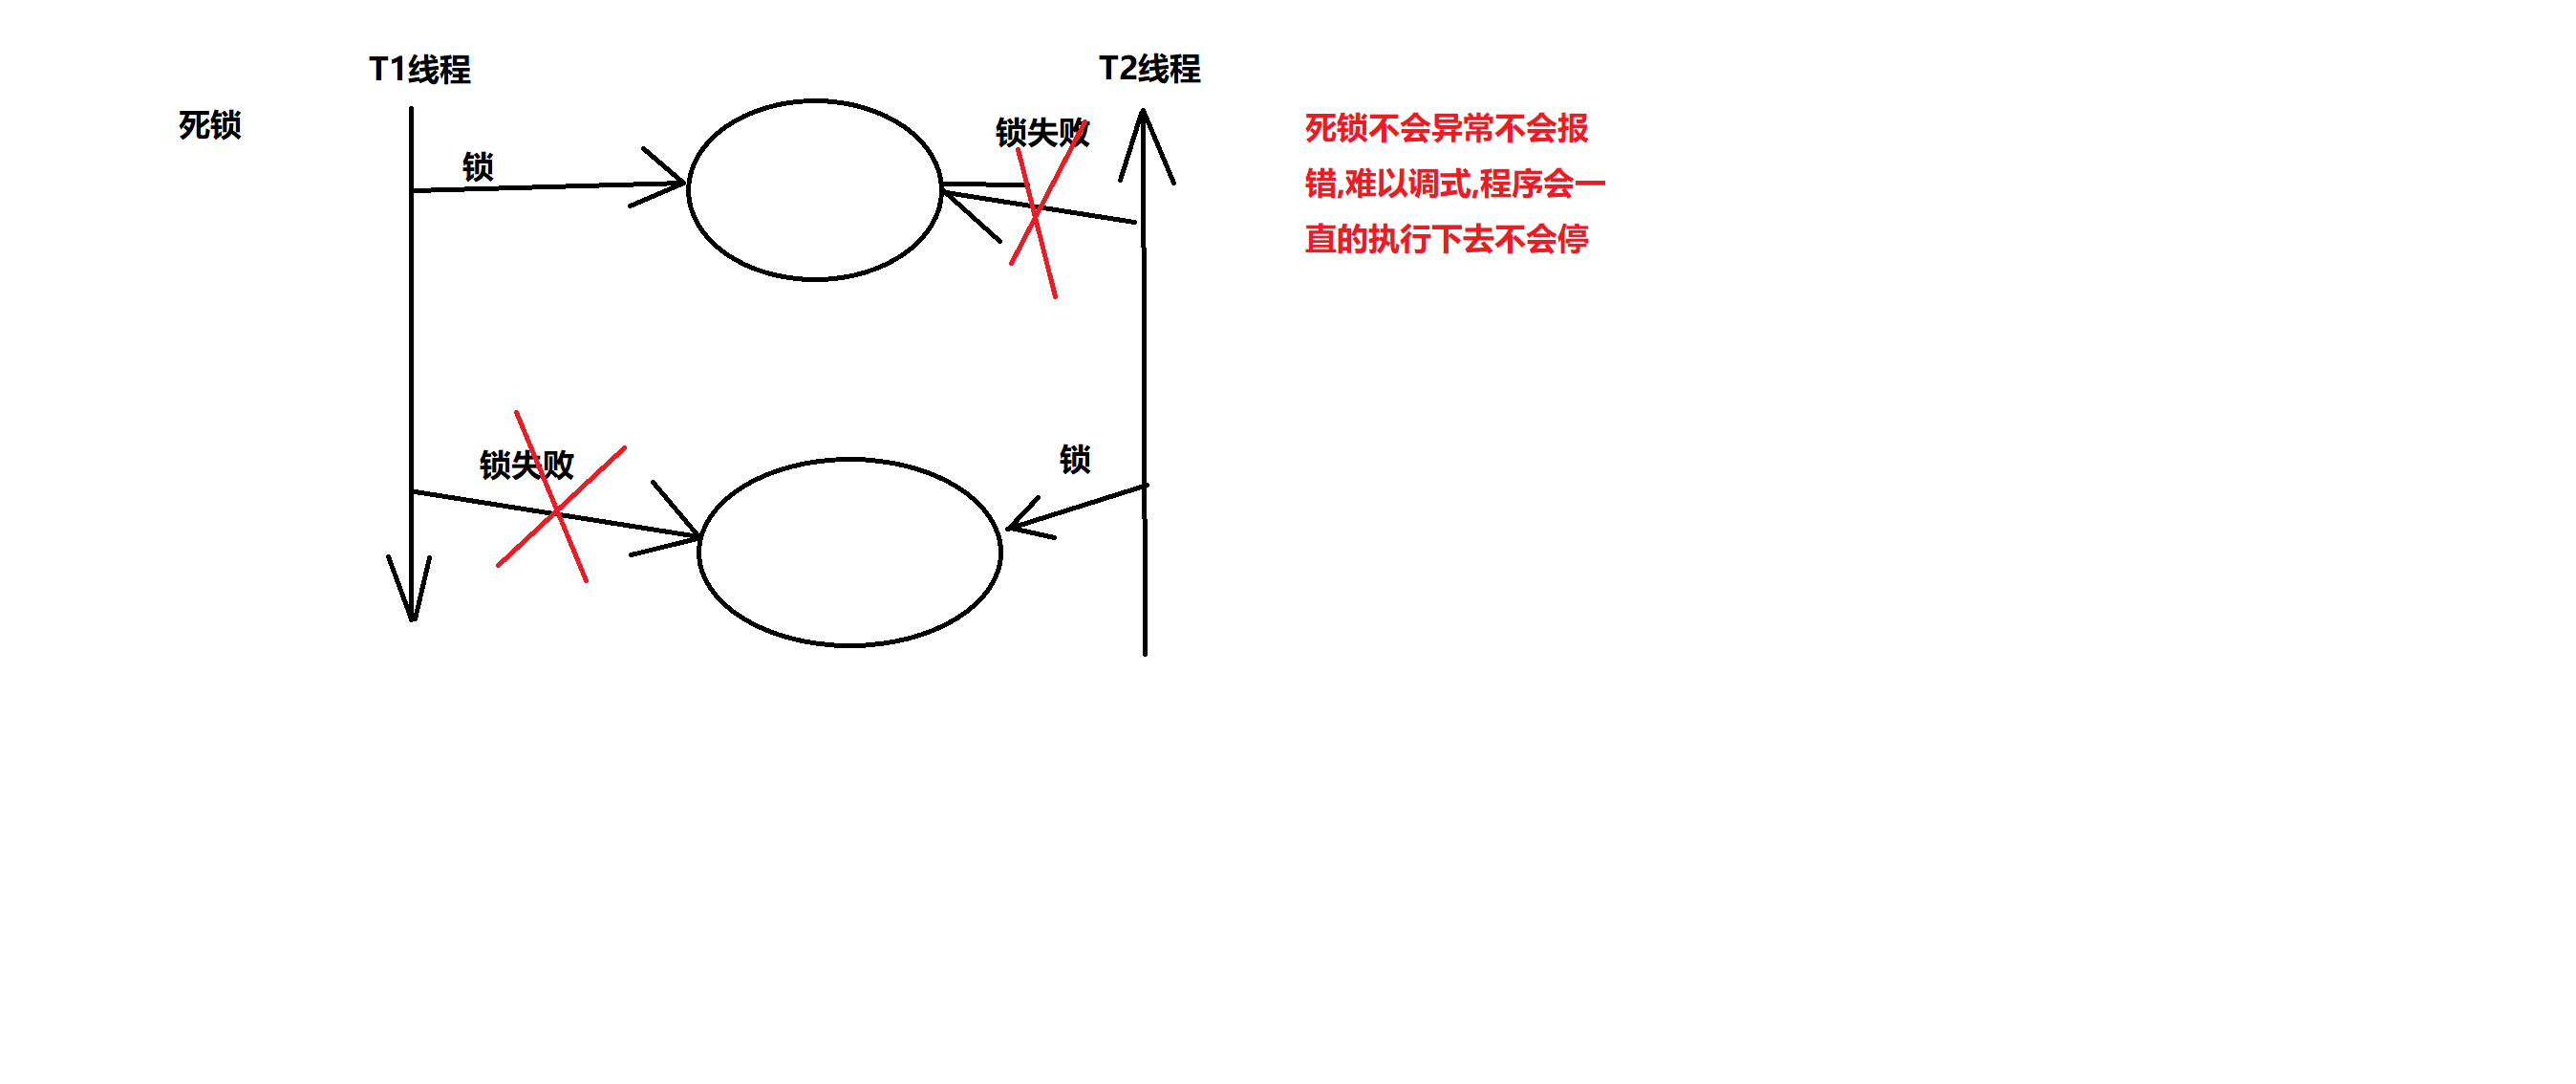 T1线程
T2线程
死锁
锁
锁失败
死锁不会异常不会报
错,难以调式,程序会一
直的执行下去不会停
锁失败
锁